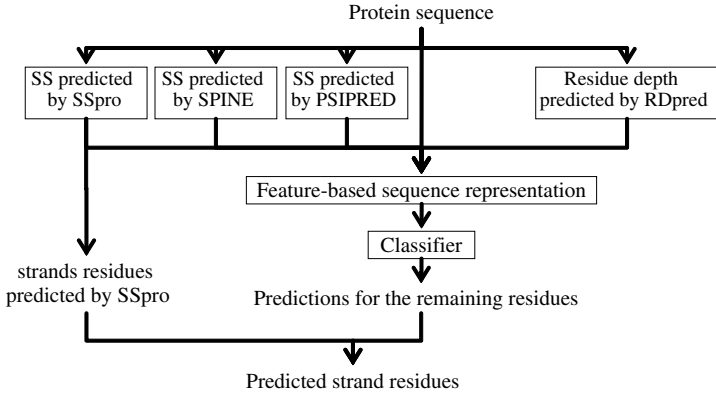 Protein sequence
SS predicted
by SSpro
SS predicted
by SPINE
SS predicted
by PSIPRED
Residue depth
predicted by RDpred
Feature-based sequence representation
Classifier
strands residues
predicted by SSpro
Predictions for the remaining residues
Predicted strand residues